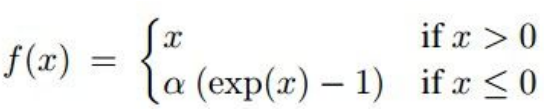 f(x) = { x if x > 0
α (exp(x) − 1) if x ≤ 0